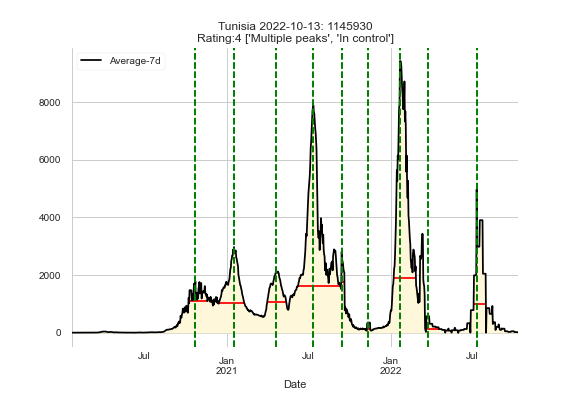 Tunisia 2022-10-13: 1145930
Rating:4 ['Multiple peaks', 'In control']
Average-7d
8000
6000
4000
2000
0
Jul
Jan
2021
Jul
Jan
2022
Jul
Date